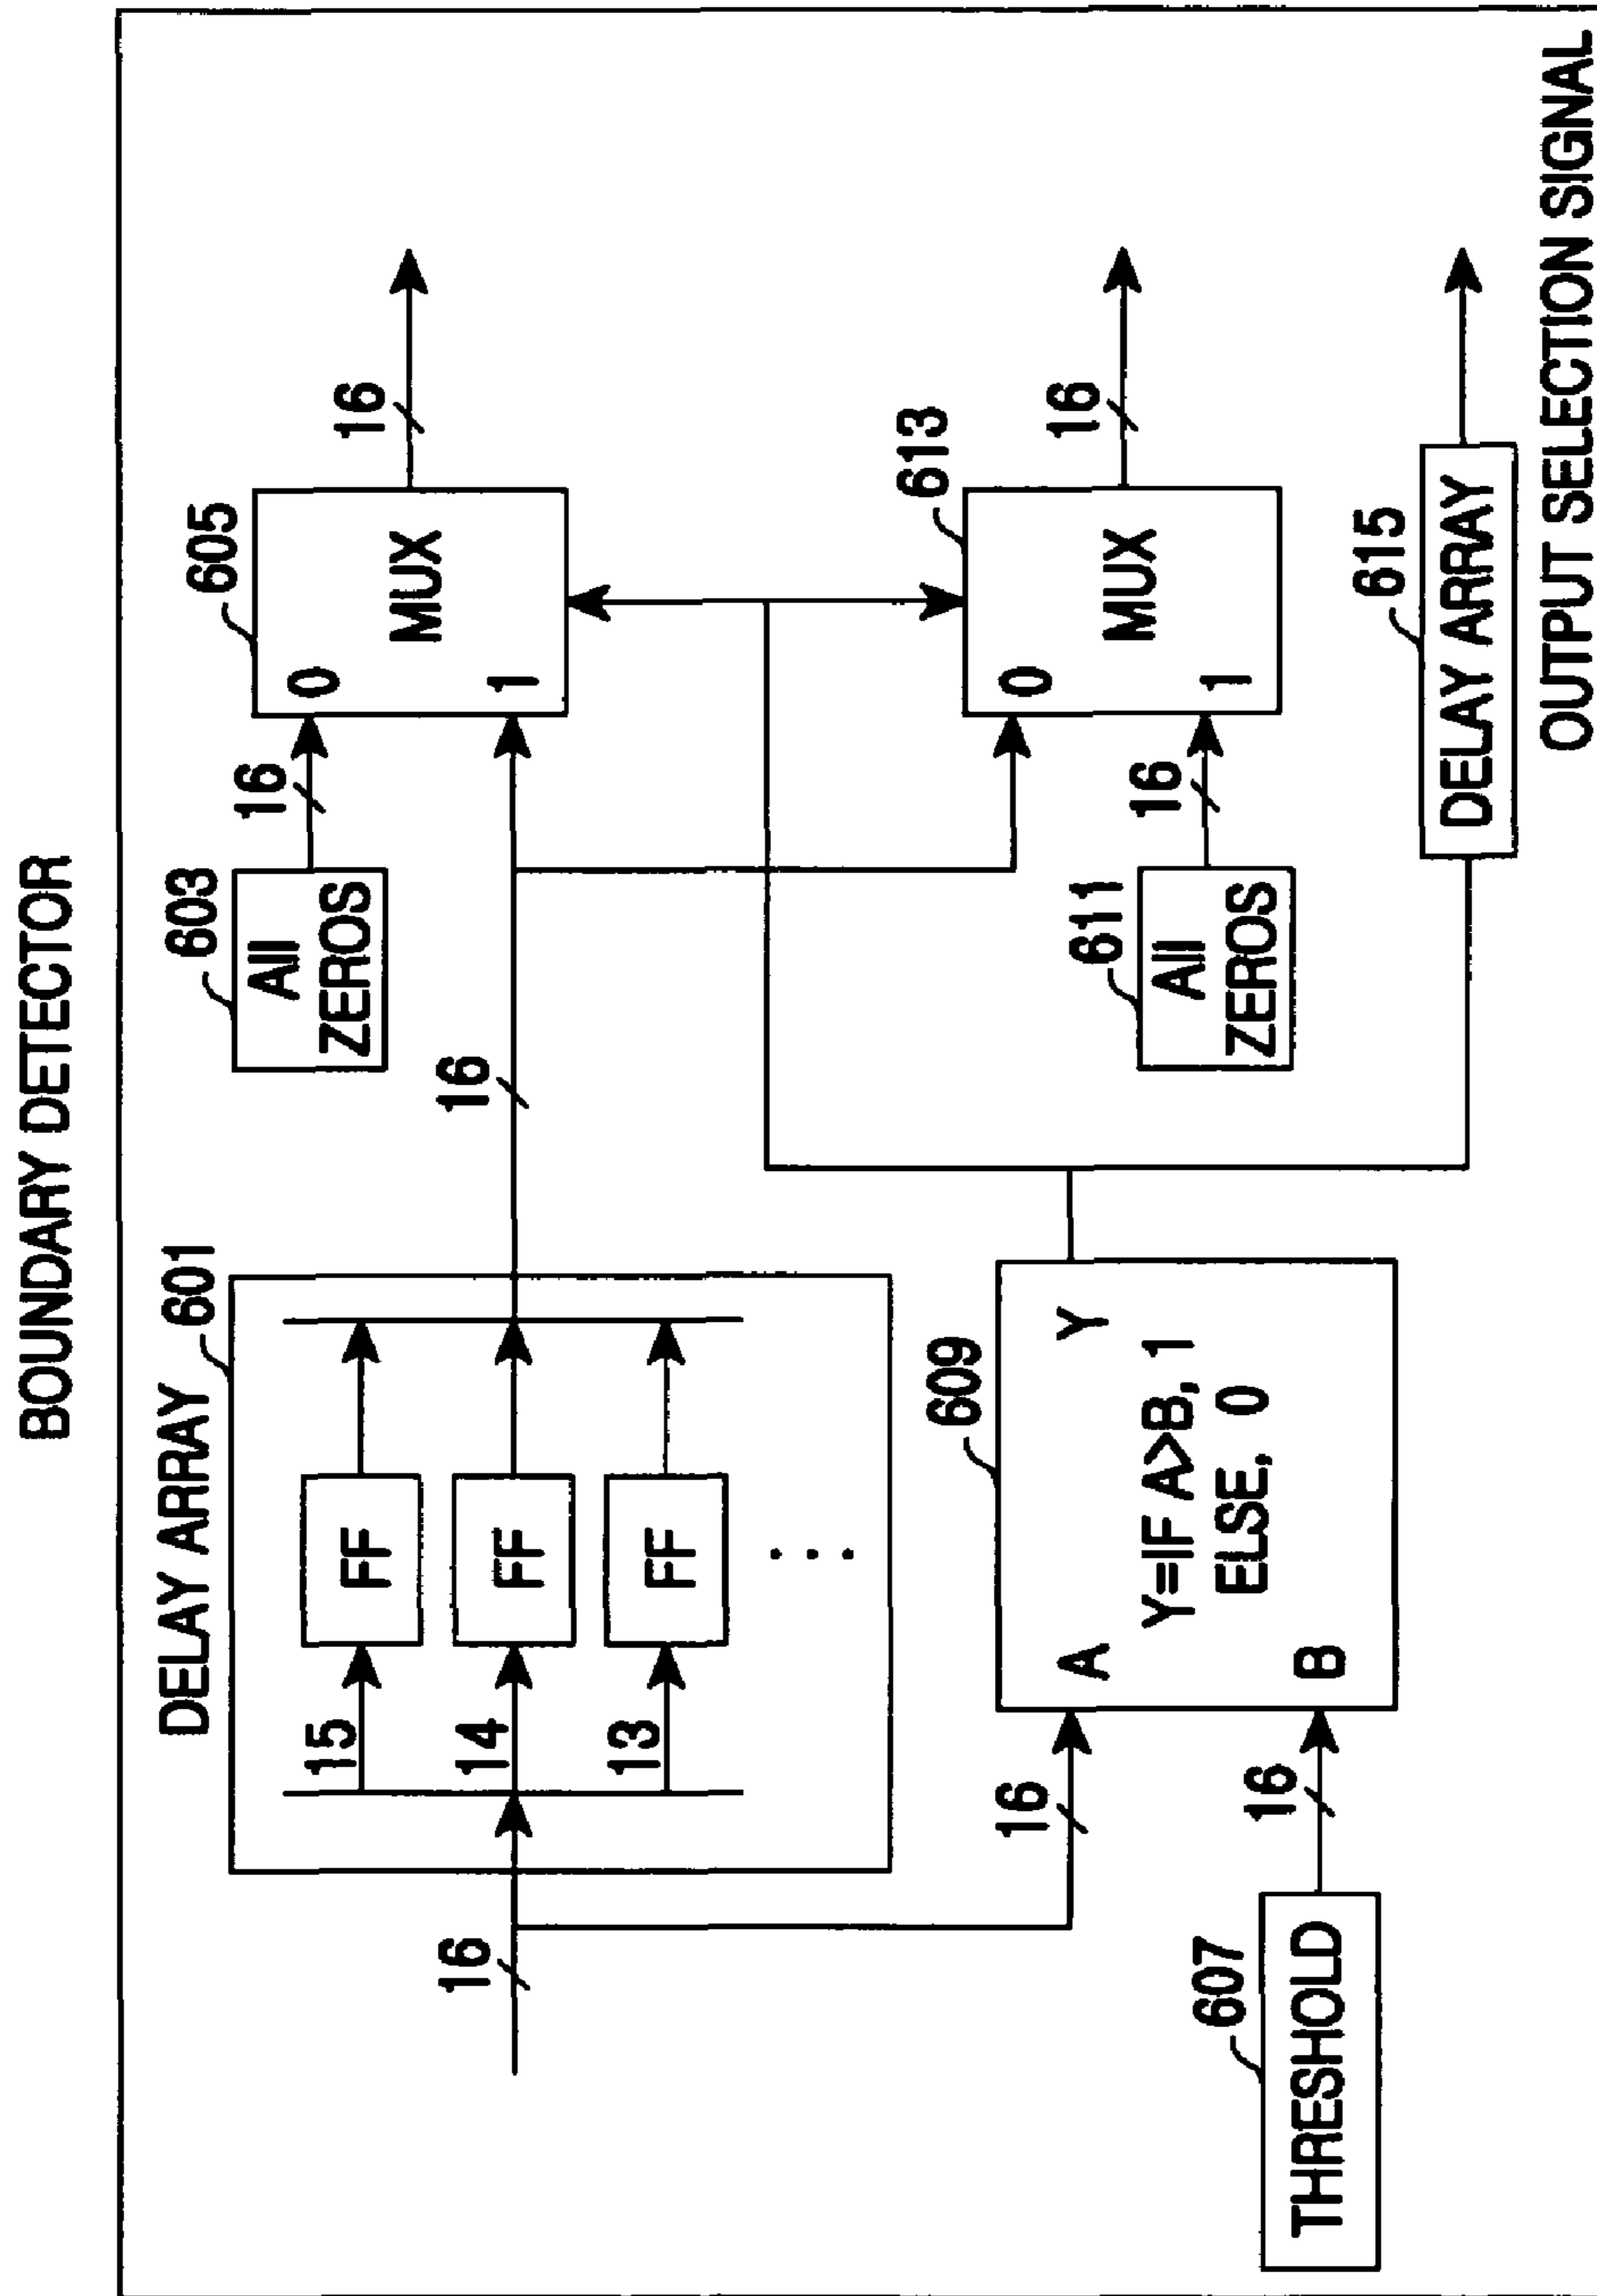 BOUNDARY DETECTOR
DELAY ARRAY 601
15
FF
14
FF
13
FF
16
16
603
All
ZEROS
16
605
0
MUX
1
16
609
A
Y
Y=IF A>B, 1
ELSE, 0
B
16
607
THRESHOLD
16
611
All
ZEROS
16
613
0
MUX
1
16
615
DELAY ARRAY
OUTPUT SELECTION SIGNAL